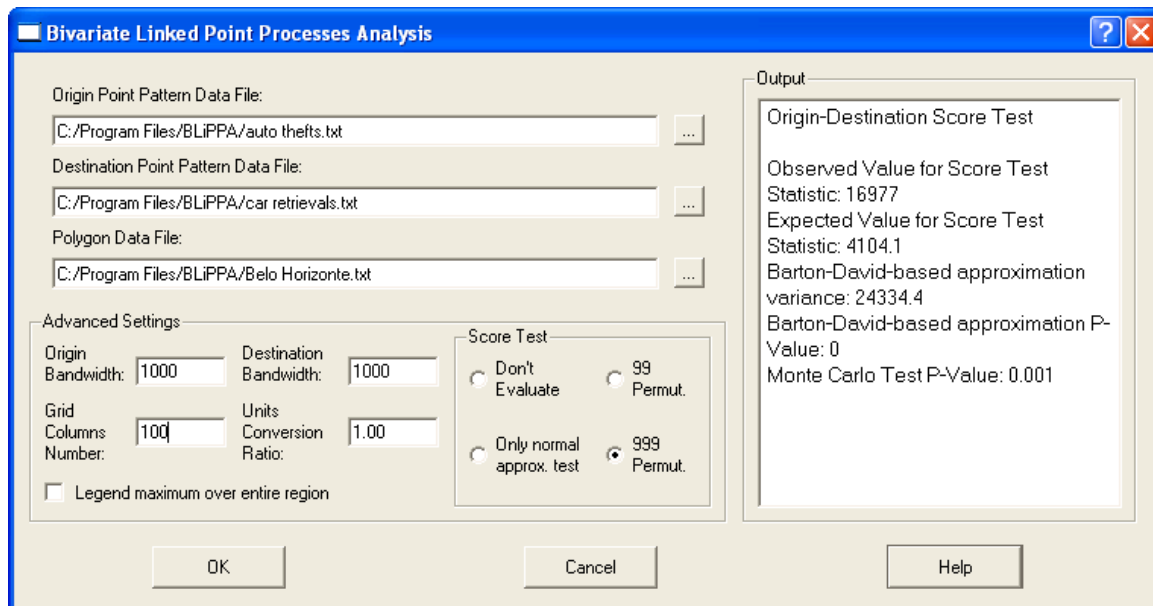 Bivariate Linked Point Processes Analysis
?
Origin Point Pattern Data File:
C:/Program Files/BLiPPA/auto thefts.txt
...
Destination Point Pattern Data File:
C:/Program Files/BLiPPA/car retrievals.txt
...
Polygon Data File:
C:/Program Files/BLiPPA/Belo Horizonte.txt
...
Advanced Settings
Origin
Bandwidth:
1000
Destination
Bandwidth:
1000
Grid
Columns
Number:
100
Units
Conversion
Ratio:
1.00
Legend maximum over entire region
Score Test
Don't
Evaluate
99
Permut.
Only normal
approx. test
999
Permut.
Output
Origin-Destination Score Test
Observed Value for Score Test
Statistic: 16977
Expected Value for Score Test
Statistic: 4104.1
Barton-David-based approximation
variance: 24334.4
Barton-David-based approximation P-
Value: 0
Monte Carlo Test P-Value: 0.001
OK
Cancel
Help